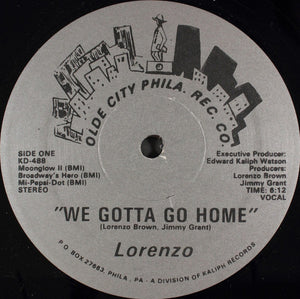 OLDE CITY PHILA. REC. CO.
SIDE ONE
KD-488
Moonglow II (BMI)
Broadway's Hero (BMI)
Mi-Pepsi-Dot (BMI)
STEREO
Executive Producer:
Edward Kaliph Watson
Producers:
Lorenzo Brown
Jimmy Grant
TIME: 6:12
VOCAL
"WE GOTTA GO HOME"
(Lorenzo Brown, Jimmy Grant)
Lorenzo
P.O. BOX 27663, PHILA., PA - A DIVISION OF KALIPH RECORDS